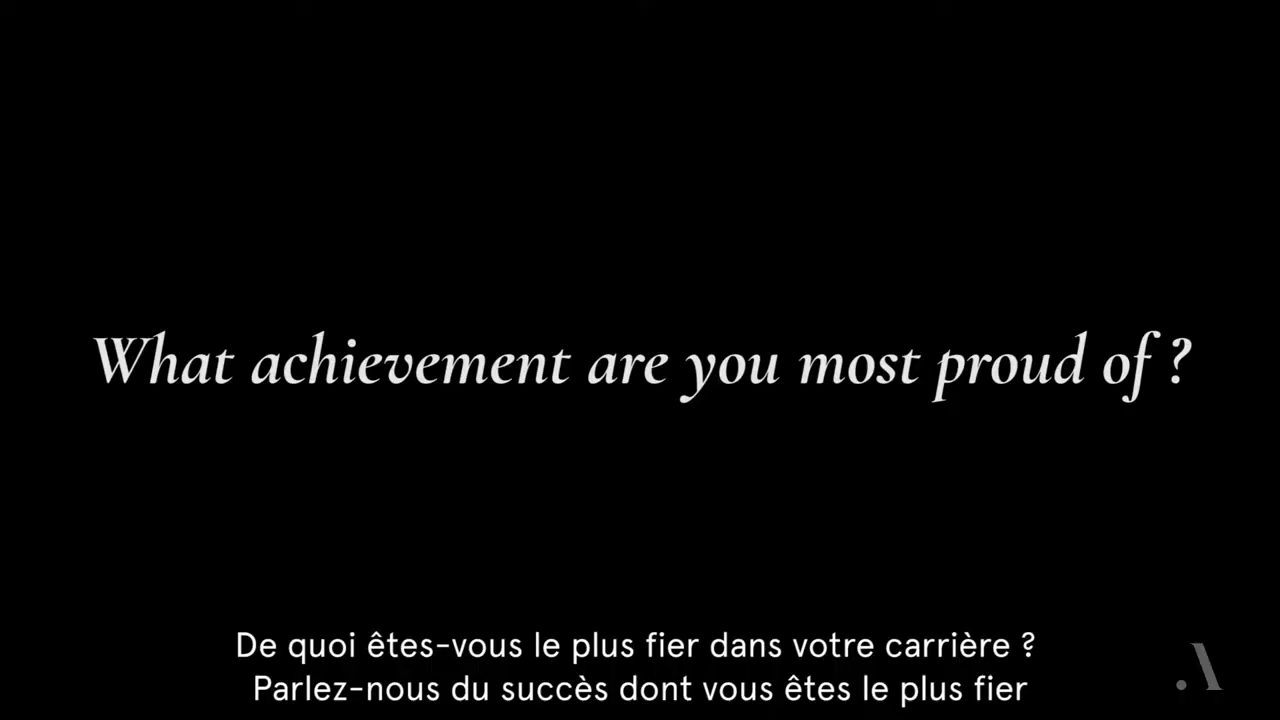 What achievement are you most proud of ?
De quoi êtes-vous le plus fier dans votre carrière ?
Parlez-nous du succès dont vous êtes le plus fier